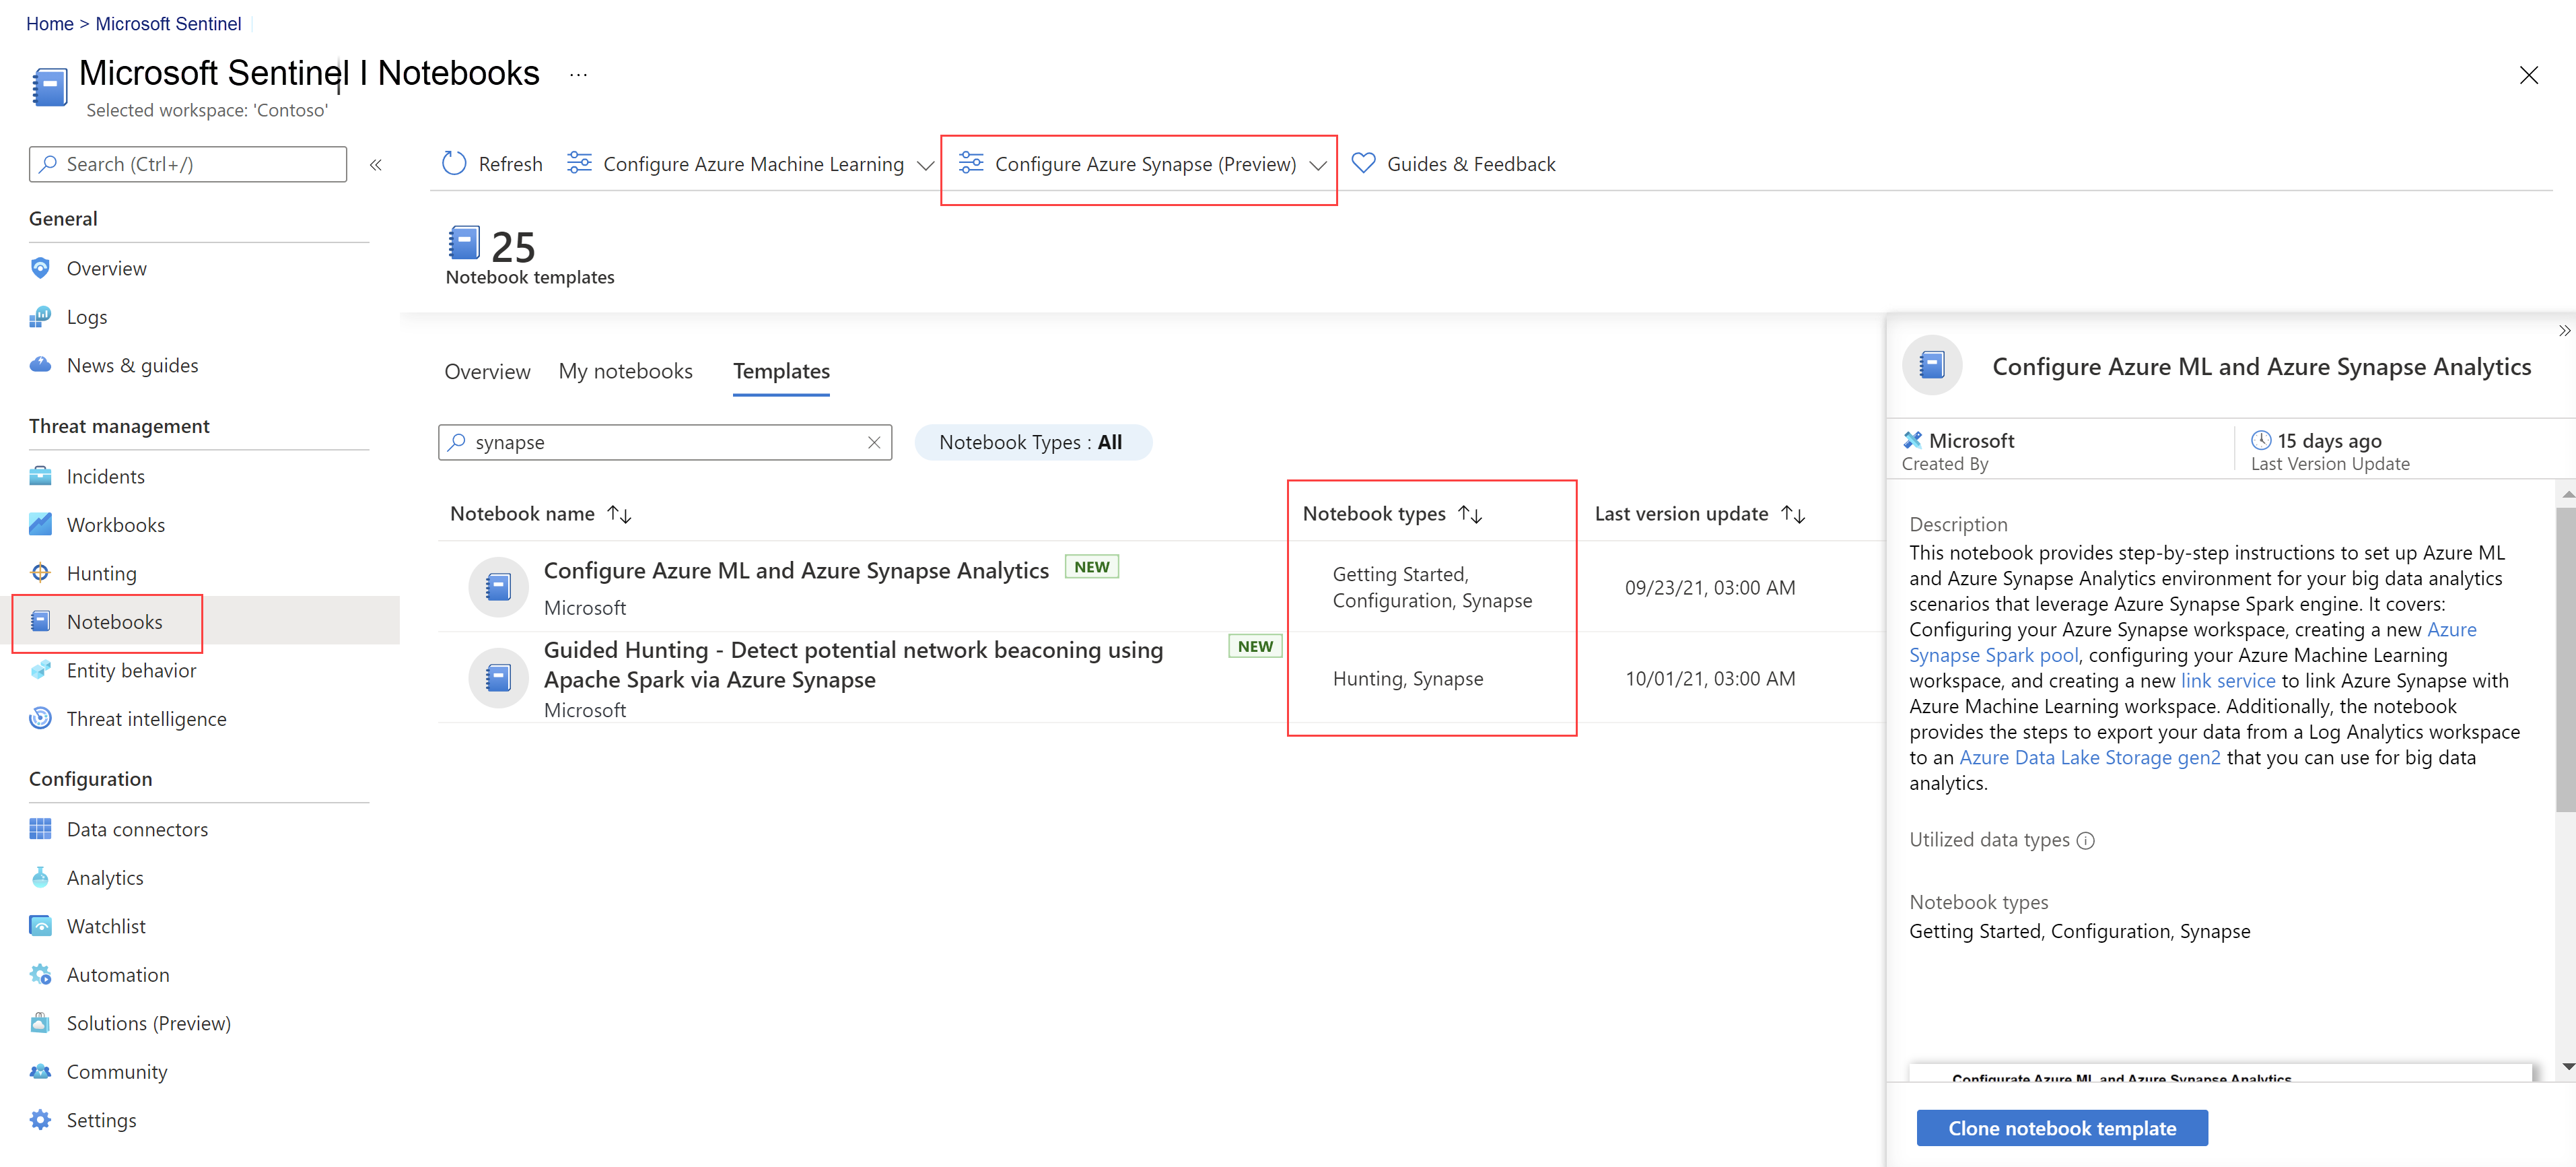 Home > Microsoft Sentinel
Microsoft Sentinel I Notebooks ...
Selected workspace: 'Contoso'
Search (Ctrl+/)
General
Overview
Logs
News & guides
Threat management
Incidents
Workbooks
Hunting
Notebooks
Entity behavior
Threat intelligence
Configuration
Data connectors
Analytics
Watchlist
Automation
Solutions (Preview)
Community
Settings
Refresh Configure Azure Machine Learning Configure Azure Synapse (Preview) Guides & Feedback
25
Notebook templates
Overview My notebooks Templates
synapse Notebook Types : All
Notebook name Notebook types Last version update
Configure Azure ML and Azure Synapse Analytics NEW
Microsoft
Getting Started,
Configuration, Synapse
09/23/21, 03:00 AM
Guided Hunting - Detect potential network beaconing using NEW
Apache Spark via Azure Synapse
Microsoft
Hunting, Synapse
10/01/21, 03:00 AM
Configure Azure ML and Azure Synapse Analytics
Microsoft
Created By
15 days ago
Last Version Update
Description
This notebook provides step-by-step instructions to set up Azure ML
and Azure Synapse Analytics environment for your big data analytics
scenarios that leverage Azure Synapse Spark engine. It covers:
Configuring your Azure Synapse workspace, creating a new Azure
Synapse Spark pool, configuring your Azure Machine Learning
workspace, and creating a new link service to link Azure Synapse with
Azure Machine Learning workspace. Additionally, the notebook
provides the steps to export your data from a Log Analytics workspace
to an Azure Data Lake Storage gen2 that you can use for big data
analytics.
Utilized data types
Notebook types
Getting Started, Configuration, Synapse
Configurate Azure ML and Azure Synapse Analytics
Clone notebook template